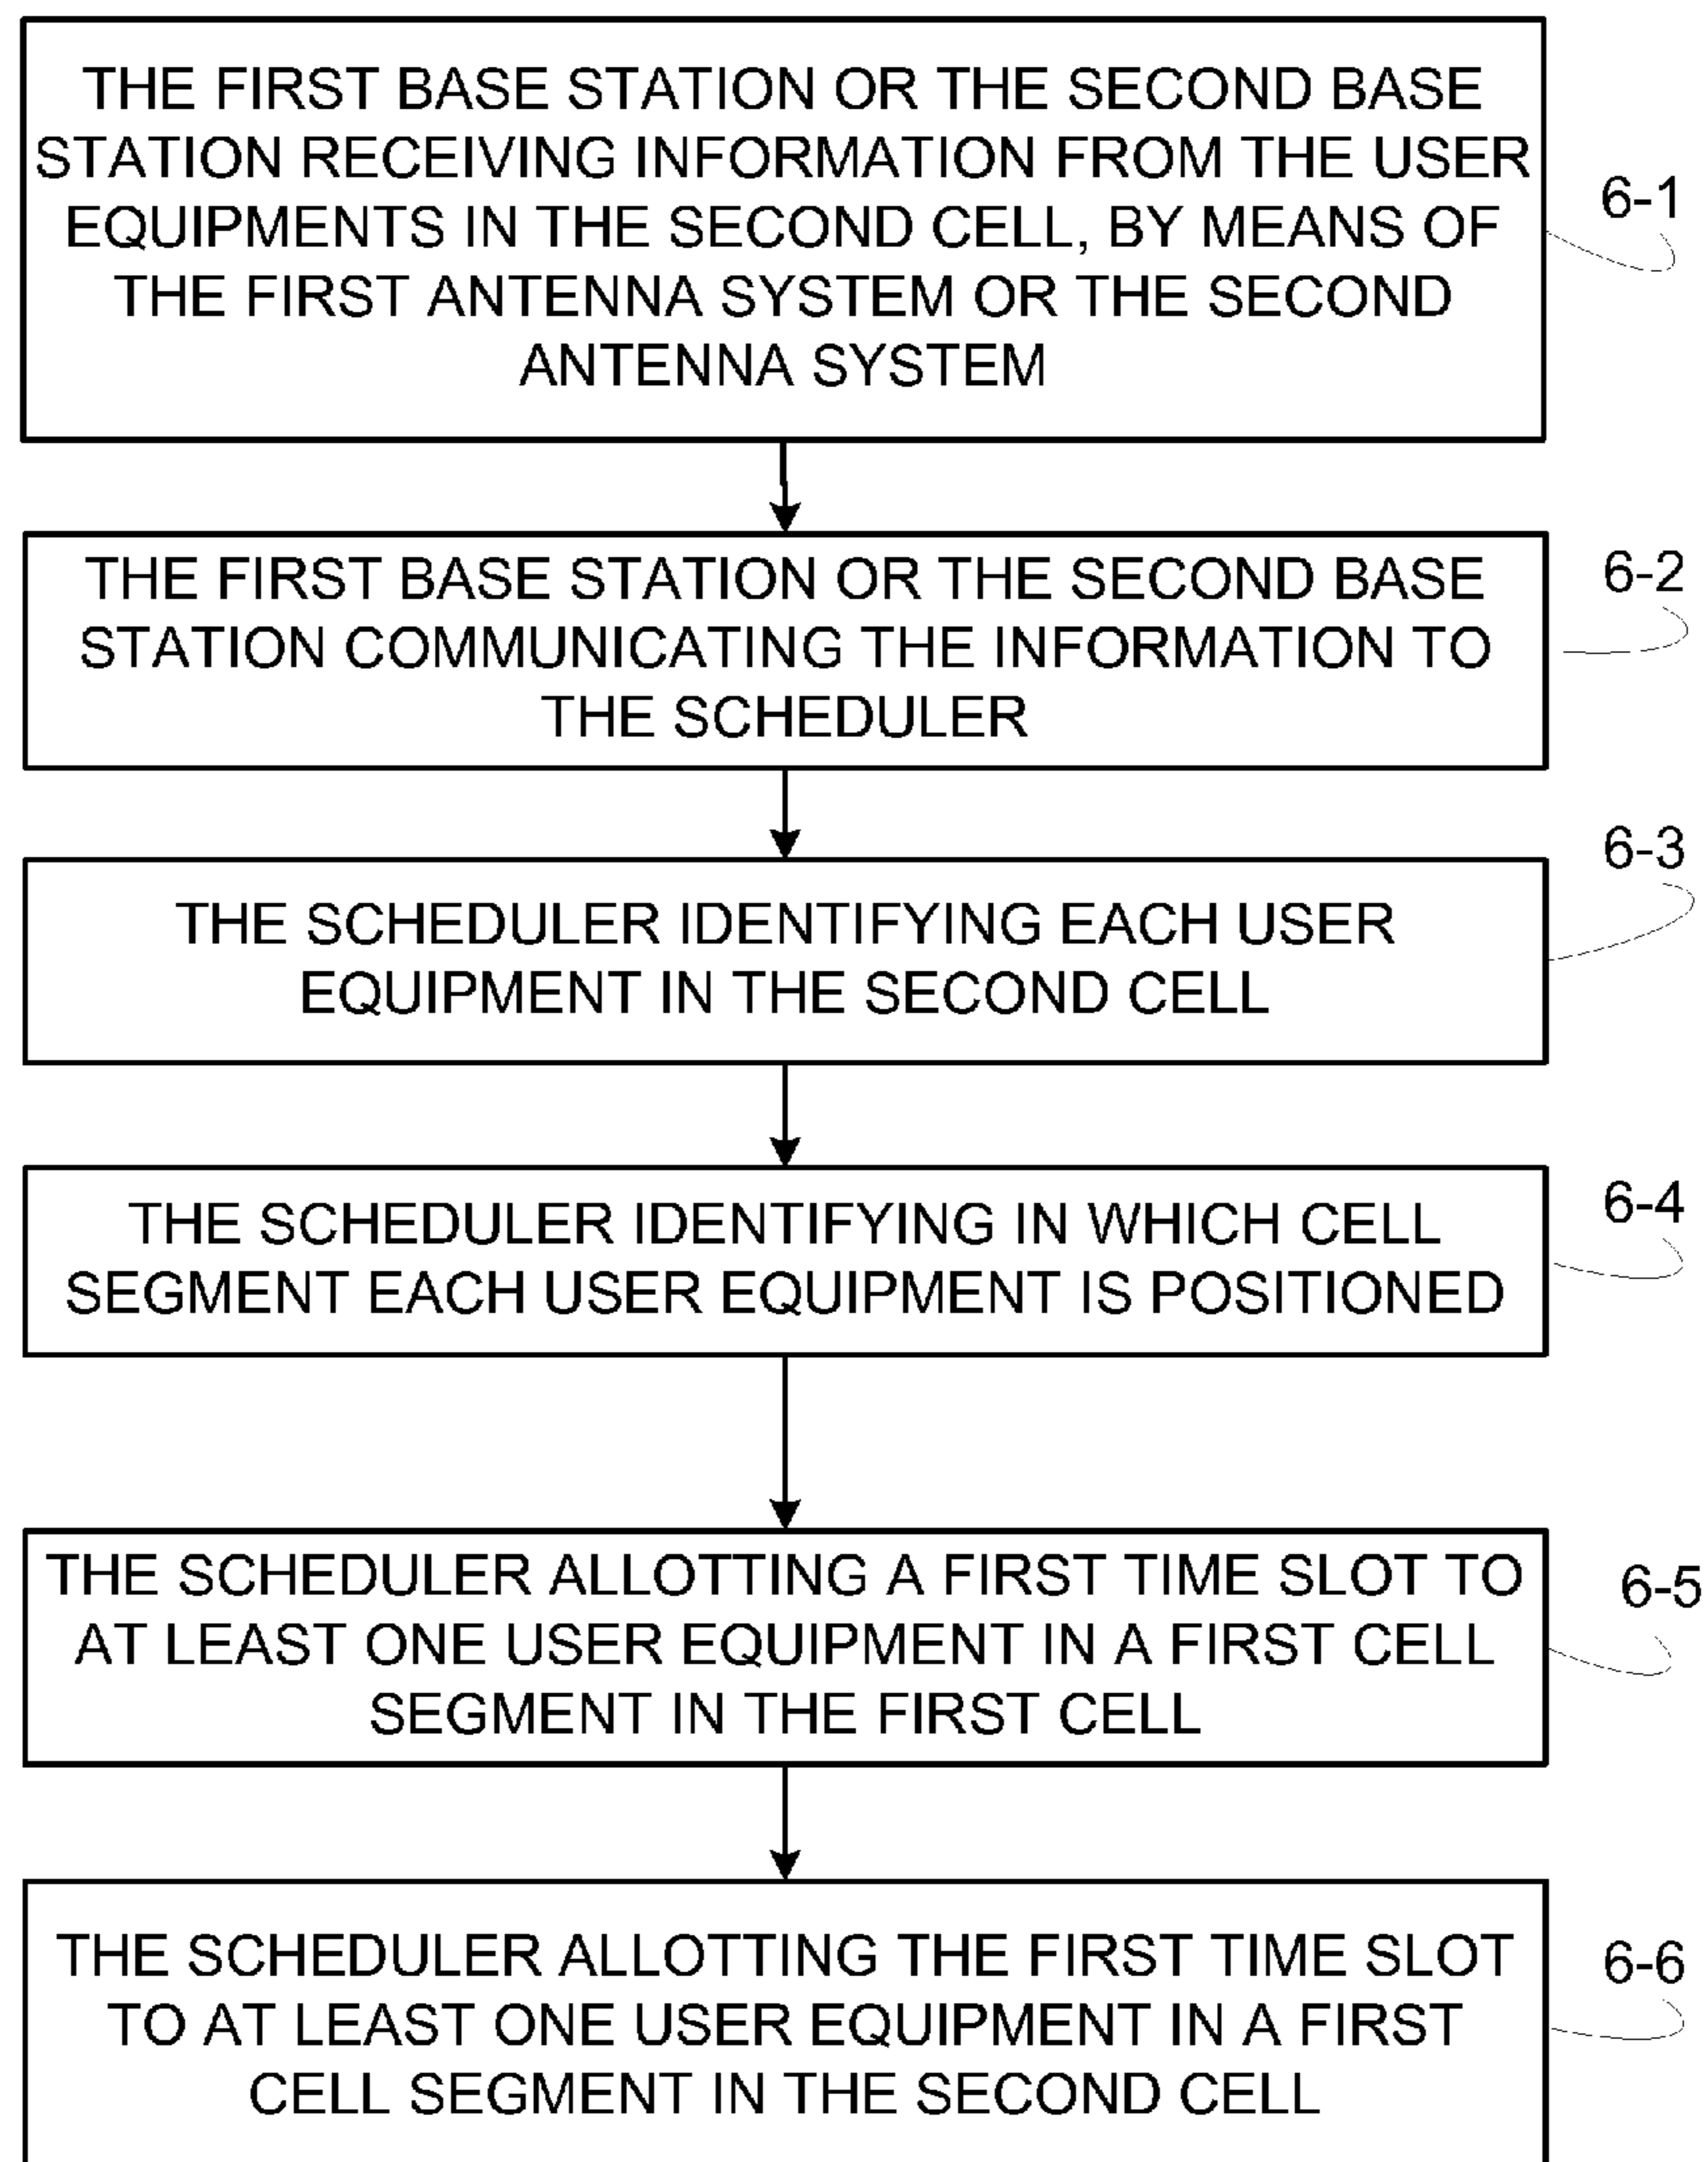 THE FIRST BASE STATION OR THE SECOND BASE
STATION RECEIVING INFORMATION FROM THE USER
EQUIPMENTS IN THE SECOND CELL, BY MEANS OF
THE FIRST ANTENNA SYSTEM OR THE SECOND
ANTENNA SYSTEM
6-1
THE FIRST BASE STATION OR THE SECOND BASE
STATION COMMUNICATING THE INFORMATION TO
THE SCHEDULER
6-2
THE SCHEDULER IDENTIFYING EACH USER
EQUIPMENT IN THE SECOND CELL
6-3
THE SCHEDULER IDENTIFYING IN WHICH CELL
SEGMENT EACH USER EQUIPMENT IS POSITIONED
6-4
THE SCHEDULER ALLOTTING A FIRST TIME SLOT TO
AT LEAST ONE USER EQUIPMENT IN A FIRST CELL
SEGMENT IN THE FIRST CELL
6-5
THE SCHEDULER ALLOTTING THE FIRST TIME SLOT
TO AT LEAST ONE USER EQUIPMENT IN A FIRST
CELL SEGMENT IN THE SECOND CELL
6-6